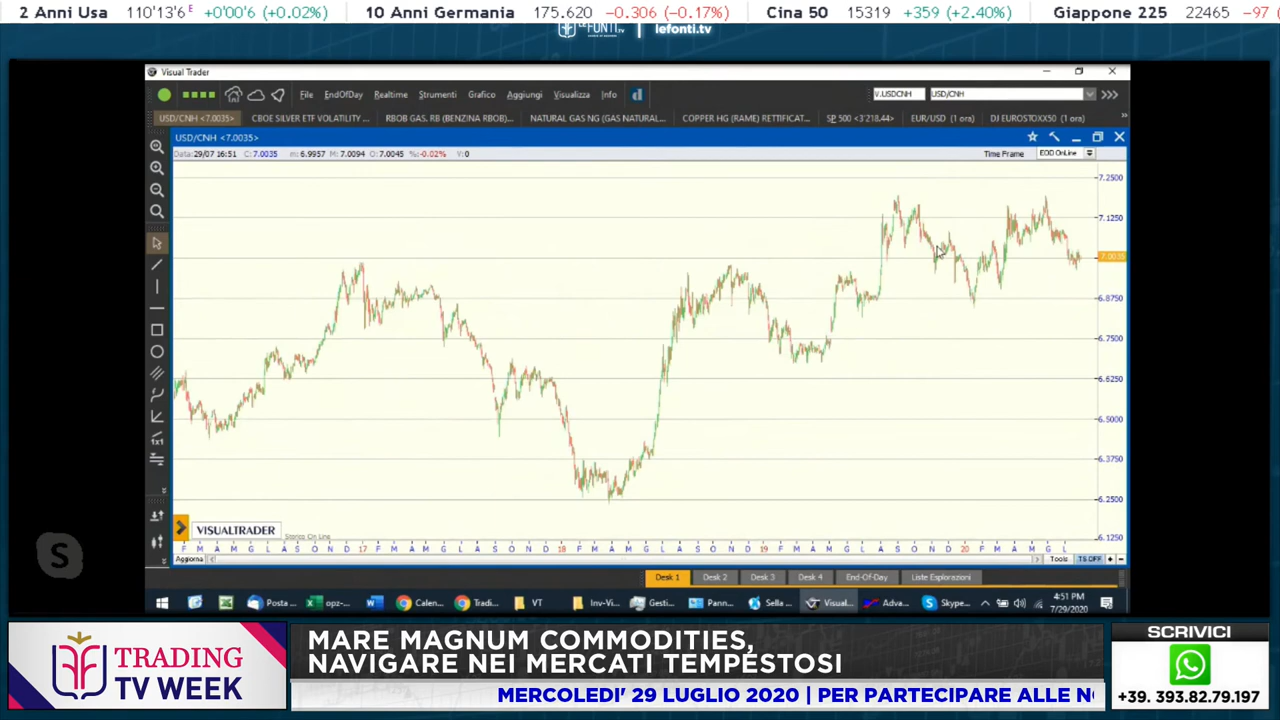 2 Anni Usa 110'13'6 E +0'00'6 (+0.02%) 10 Anni Germania 175.620 -0.306 (-0.17%) Cina 50 15319 +359 (+2.40%) Giappone 225 22465 -97
LEFONTI.TV | lefonti.tv
Visual Trader
File EndOfDay Realtime Strumenti Grafico Aggiungi Visualizza Info d V.USDCNH USD/CNH
USD/CNH <7.0035> CBOE SILVER ETF VOLATILITY ... RBOB GAS. RB (BENZINA RBOB)... NATURAL GAS NG (GAS NATURAL... COPPER HG (RAME) RETTIFICAT... SP 500 <3'218.44> EUR/USD (1 ora) DJ EUROSTOXX50 (1 ora)
USD/CNH <7.0035>
Data:29/07 16:51 C:7.0035 m:6.9957 M:7.0094 O:7.0045 %:-0.02% V:0 Time Frame EOD OnLine
7.2500
7.1250
7.0035
6.8750
6.7500
6.6250
6.5000
6.3750
6.2500
6.1250
VISUALTRADER
Storico On Line
F M A M G L A S O N D 17 F M A M G L A S O N D 18 F M A M G L A S O N D 19 F M A M G L A S O N D 20 F M A M G L
Aggiorna Tools TS OFF + -
Desk 1 Desk 2 Desk 3 Desk 4 End-Of-Day Liste Esplorazioni
Posta ... opz-... Calen... Tradi... VT Inv-Vi... Gesti... Pann... Sella ... Visual... Adva... Skype... 4:51 PM
7/29/2020
S
TRADING
TV WEEK
MARE MAGNUM COMMODITIES,
NAVIGARE NEI MERCATI TEMPESTOSI
MERCOLEDI' 29 LUGLIO 2020 | PER PARTECIPARE ALLE
SCRIVICI
+39. 393.82.79.197